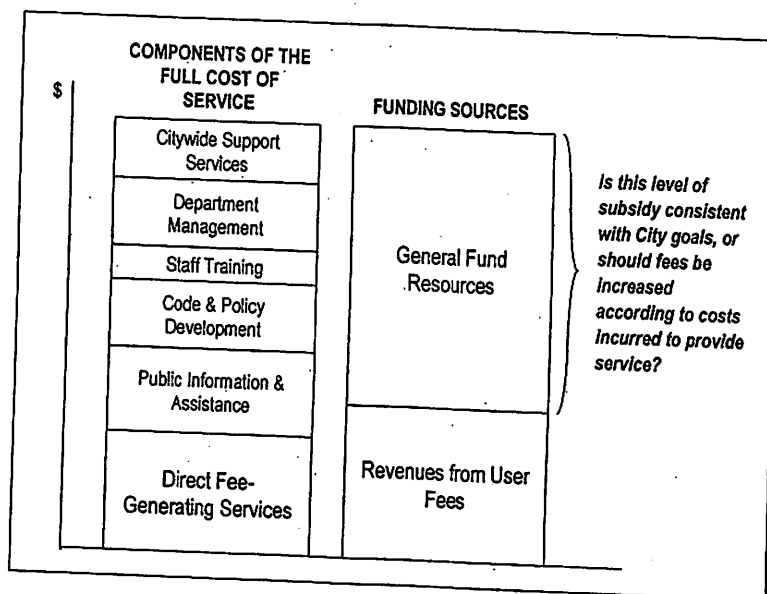 COMPONENTS OF THE
FULL COST OF
SERVICE
$
Citywide Support
Services
Department
Management
Staff Training
Code & Policy
Development
Public Information &
Assistance
Direct Fee-
Generating Services
FUNDING SOURCES
General Fund
Resources
Revenues from User
Fees
Is this level of
subsidy consistent
with City goals, or
should fees be
increased
according to costs
incurred to provide
service?